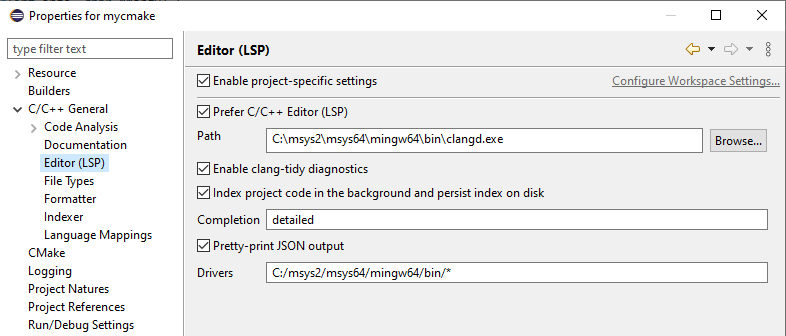 Properties for mycmake
type filter text
Resource
Builders
C/C++ General
Code Analysis
Documentation
Editor (LSP)
File Types
Formatter
Indexer
Language Mappings
CMake
Logging
Project Natures
Project References
Run/Debug Settings
Editor (LSP)
Enable project-specific settings
Configure Workspace Settings...
Prefer C/C++ Editor (LSP)
Path
C:\msys2\msys64\mingw64\bin\clangd.exe
Browse...
Enable clang-tidy diagnostics
Index project code in the background and persist index on disk
Completion
detailed
Pretty-print JSON output
Drivers
C:/msys2/msys64/mingw64/bin/*